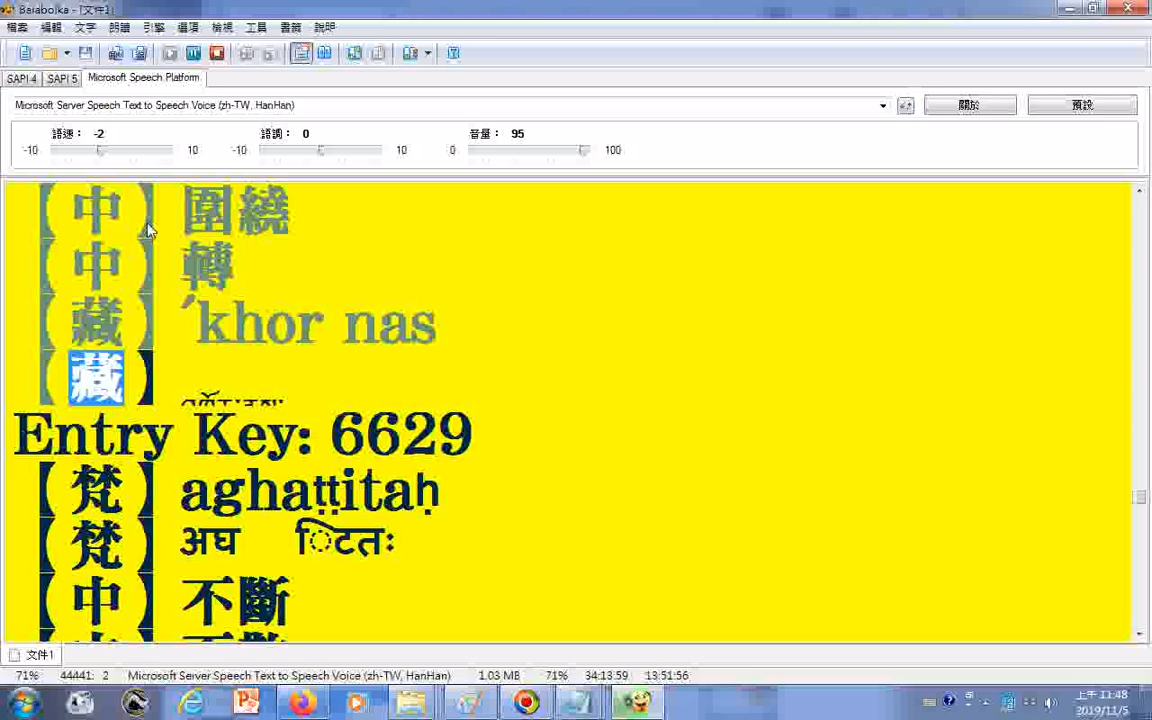 Balabolka - [文件1]
檔案 編輯 文字 朗讀 引擎 選項 檢視 工具 書籤 說明
SAPI 4 SAPI 5 Microsoft Speech Platform
Microsoft Server Speech Text to Speech Voice (zh-TW, HanHan) 關於 預設
語速： -2 語調： 0 音量： 95
-10 10 -10 10 0 100
【中】 圍繞
【中】 轉
【藏】 ′khor nas
【藏】
Entry Key: 6629
【梵】 aghaṭṭitaḥ
【梵】 अघ िटतः
【中】 不斷
文件1
71% 44441: 2 Microsoft Server Speech Text to Speech Voice (zh-TW, HanHan) 1.03 MB 71% 34:13:59 13:51:56
上午 11:48
2019/11/5